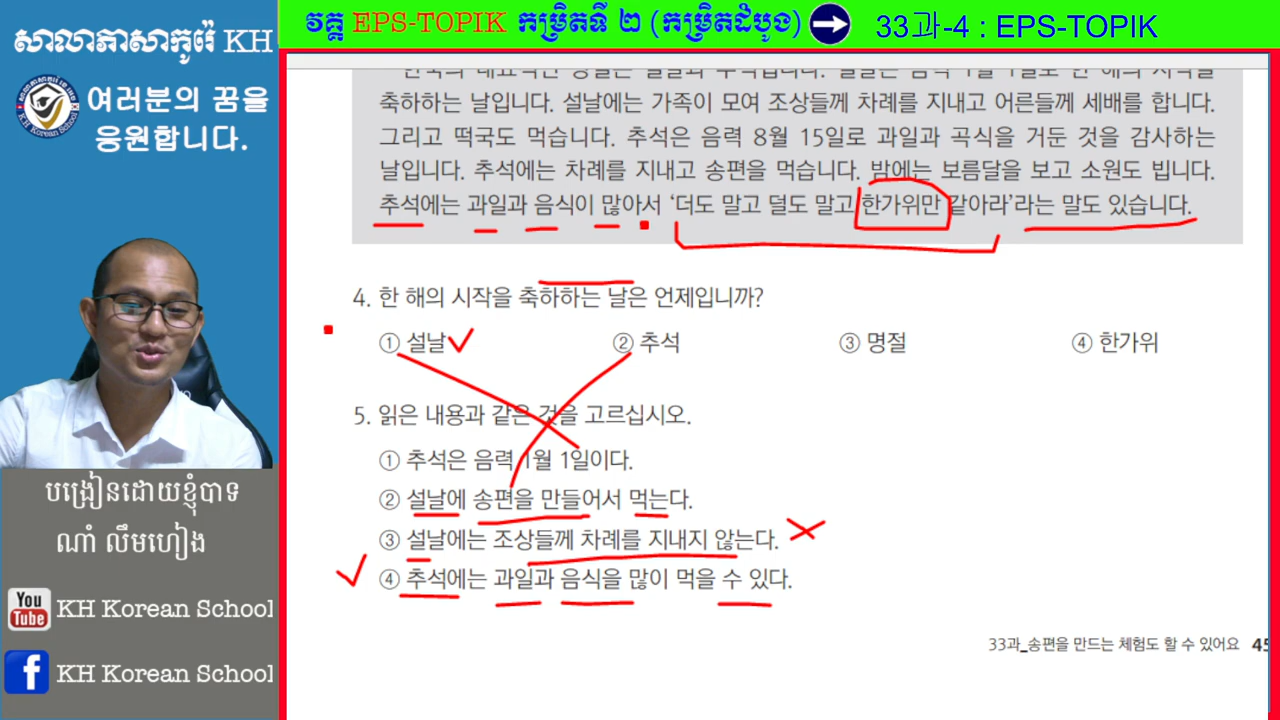 វគ្គ EPS-TOPIK កម្រិតទី ២ (កម្រិតដំបូង) 33과-4 : EPS-TOPIK
សាលាភាសាកូរ៉េ KH
여러분의 꿈을
응원합니다.
축하하는 날입니다. 설날에는 가족이 모여 조상들께 차례를 지내고 어른들께 세배를 합니다.
그리고 떡국도 먹습니다. 추석은 음력 8월 15일로 과일과 곡식을 거둔 것을 감사하는
날입니다. 추석에는 차례를 지내고 송편을 먹습니다. 밤에는 보름달을 보고 소원도 빕니다.
추석에는 과일과 음식이 많아서 ‘더도 말고 덜도 말고 한가위만 같아라’라는 말도 있습니다.
4. 한 해의 시작을 축하하는 날은 언제입니까?
① 설날 ② 추석 ③ 명절 ④ 한가위
5. 읽은 내용과 같은 것을 고르십시오.
① 추석은 음력 1월 1일이다.
② 설날에 송편을 만들어서 먹는다.
③ 설날에는 조상들께 차례를 지내지 않는다.
④ 추석에는 과일과 음식을 많이 먹을 수 있다.
33과_송편을 만드는 체험도 할 수 있어요
បង្រៀនដោយខ្ញុំបាទ
ណាំ លឹមហៀង
You Tube KH Korean School
KH Korean School